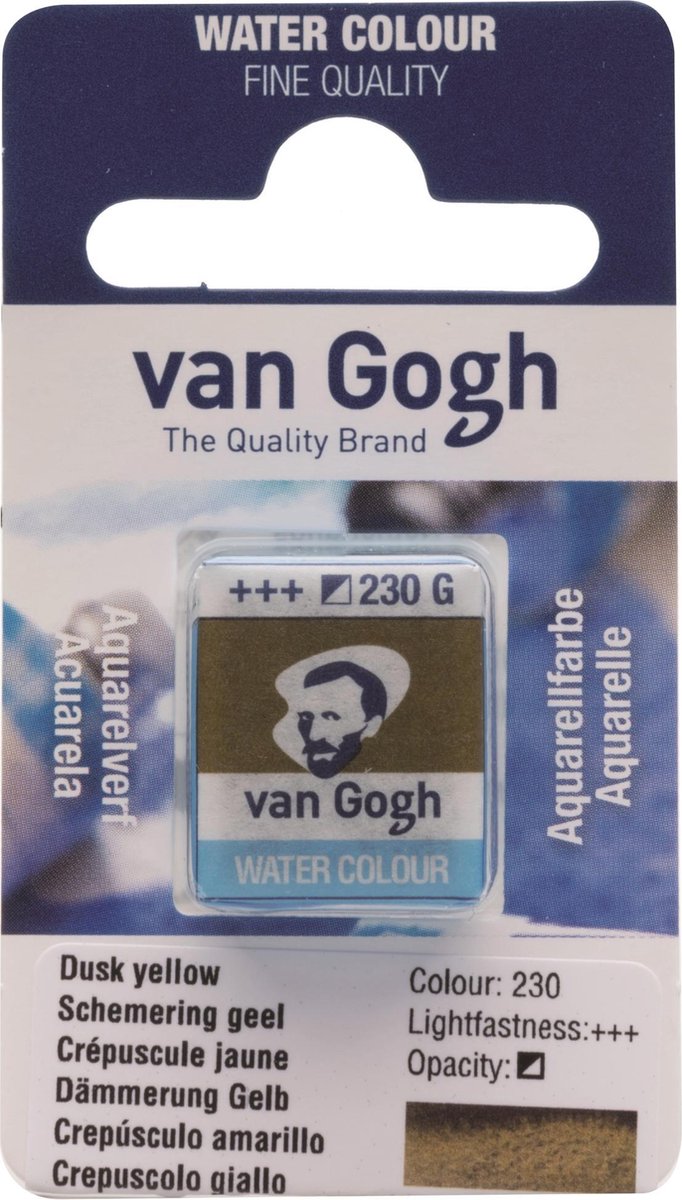 WATER COLOUR
FINE QUALITY
van Gogh
The Quality Brand
+++ 230 G
van Gogh
WATER COLOUR
Aquarelverf
Acuarela
Aquarellfarbe
Aquarelle
Dusk yellow
Schemering geel
Crépuscule jaune
Dämmerung Gelb
Crepúsculo amarillo
Crepuscolo giallo
Colour: 230
Lightfastness:+++
Opacity: